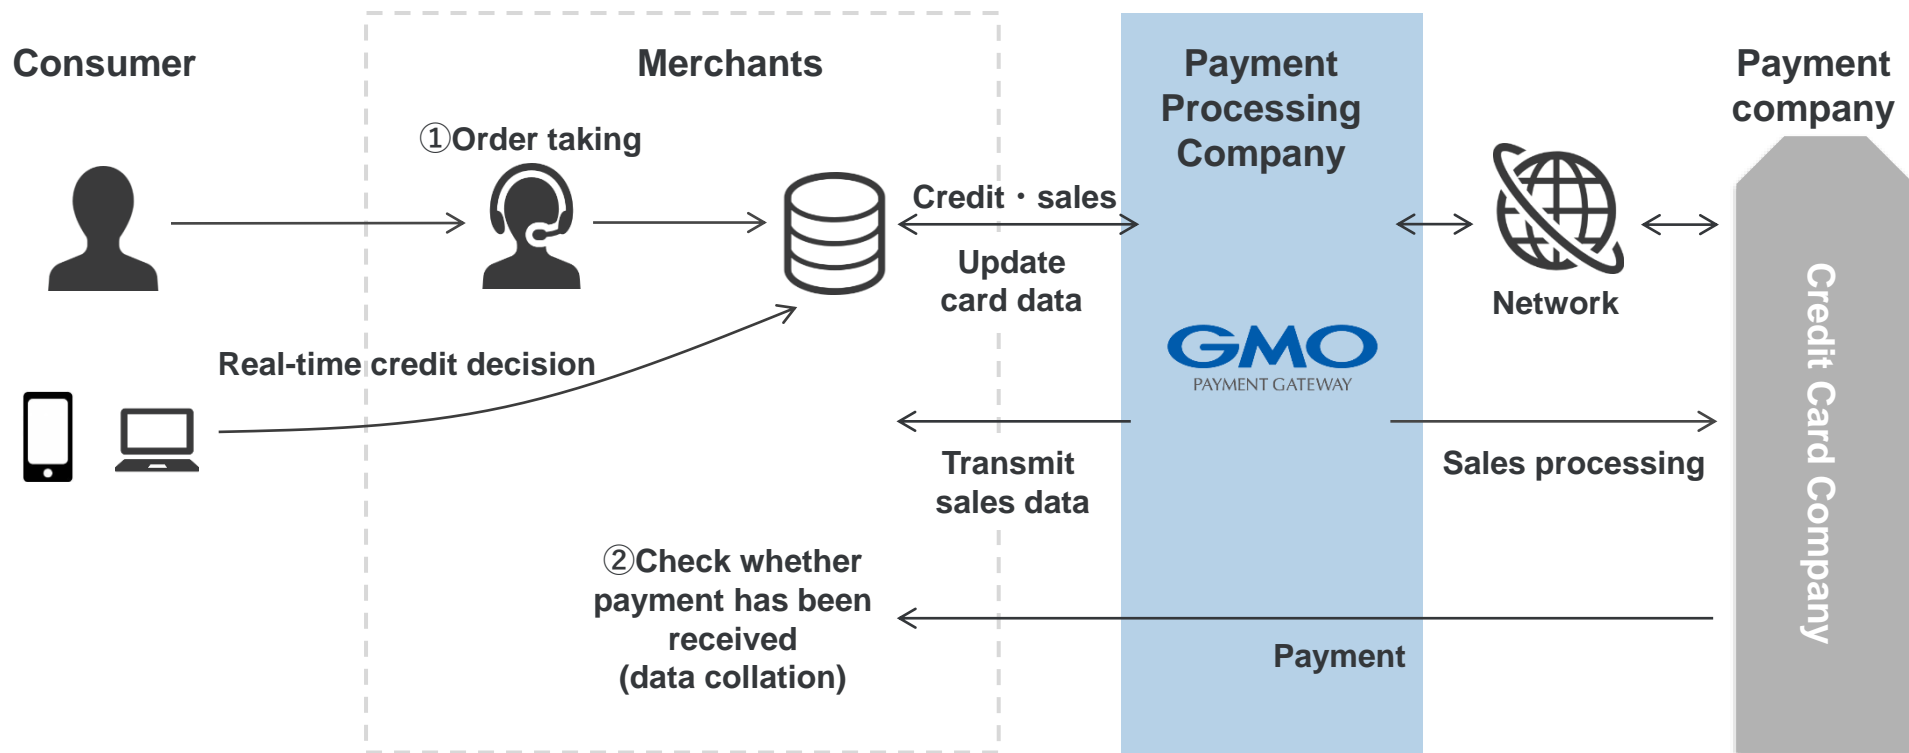 Consumer
Merchants
Payment
Processing
Company
Payment
company
①Order taking
Credit・sales
Update
card data
Network
Real-time credit decision
GMO
PAYMENT GATEWAY
Transmit
sales data
Sales processing
②Check whether
payment has been
received
(data collation)
Payment
Credit Card Company